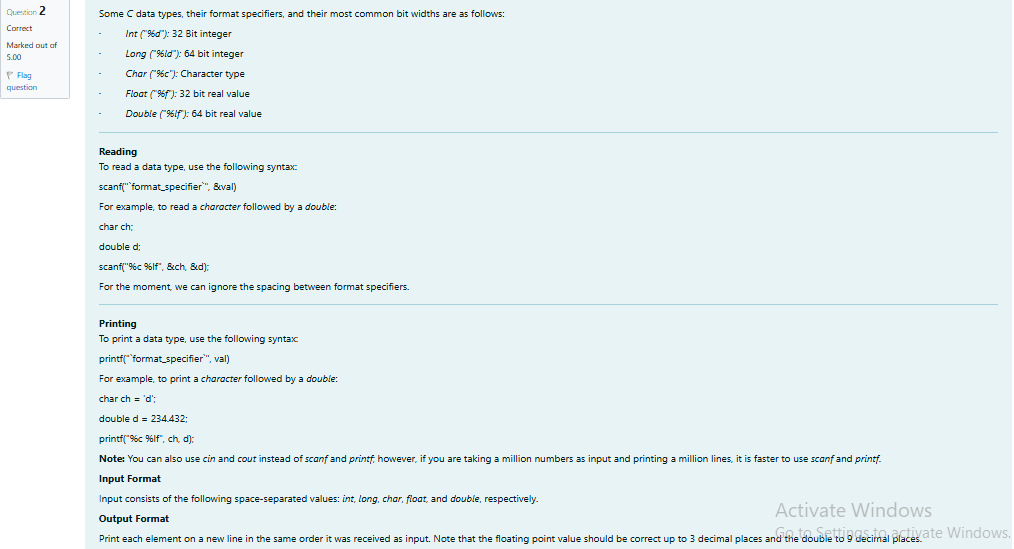 Question 2
Correct
Marked out of
5.00
Flag
question
Some C data types, their format specifiers, and their most common bit widths are as follows:
· Int ("%d"): 32 Bit integer
· Long ("%ld"): 64 bit integer
· Char ("%c"): Character type
· Float ("%f"): 32 bit real value
· Double ("%lf"): 64 bit real value
Reading
To read a data type, use the following syntax:
scanf("`format_specifier`", &val)
For example, to read a character followed by a double:
char ch;
double d;
scanf("%c %lf", &ch, &d);
For the moment, we can ignore the spacing between format specifiers.
Printing
To print a data type, use the following syntax:
printf("`format_specifier`", val)
For example, to print a character followed by a double:
char ch = 'd';
double d = 234.432;
printf("%c %lf", ch, d);
Note: You can also use cin and cout instead of scanf and printf; however, if you are taking a million numbers as input and printing a million lines, it is faster to use scanf and printf.
Input Format
Input consists of the following space-separated values: int, long, char, float, and double, respectively.
Output Format
Print each element on a new line in the same order it was received as input. Note that the floating point value should be correct up to 3 decimal places and the double to 9 decimal places.
Activate Windows
Go to Settings to activate Windows.